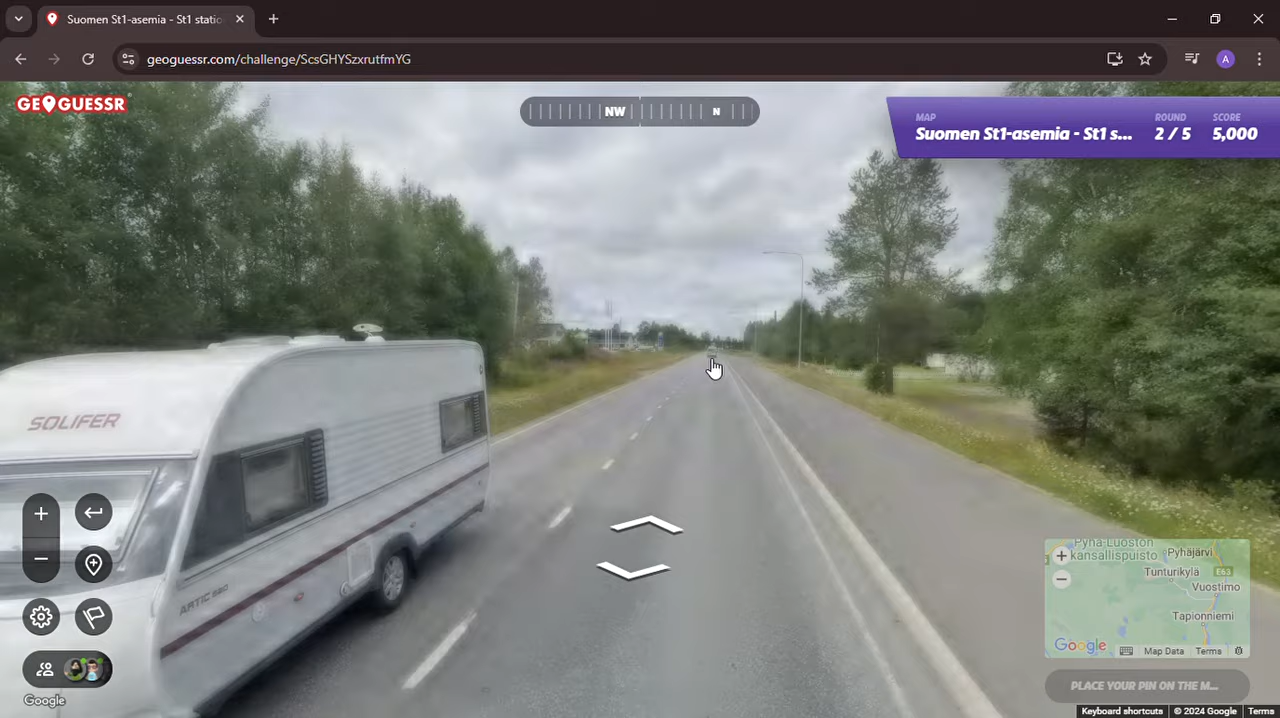 Suomen St1-asemia - St1 statio
geoguessr.com/challenge/ScsGHYSzxrutfmYG
A
GEOGUESSR
NW
N
MAP
ROUND
SCORE
Suomen St1-asemia - St1 s...
2 / 5
5,000
SOLIFER
Pyhä-Luoston
kansallispuisto
Pyhäjärvi
Tunturikylä
E63
Vuostimo
Tapionniemi
Google
Map Data
Terms
PLACE YOUR PIN ON THE M...
Google
Keyboard shortcuts
© 2024 Google
Terms